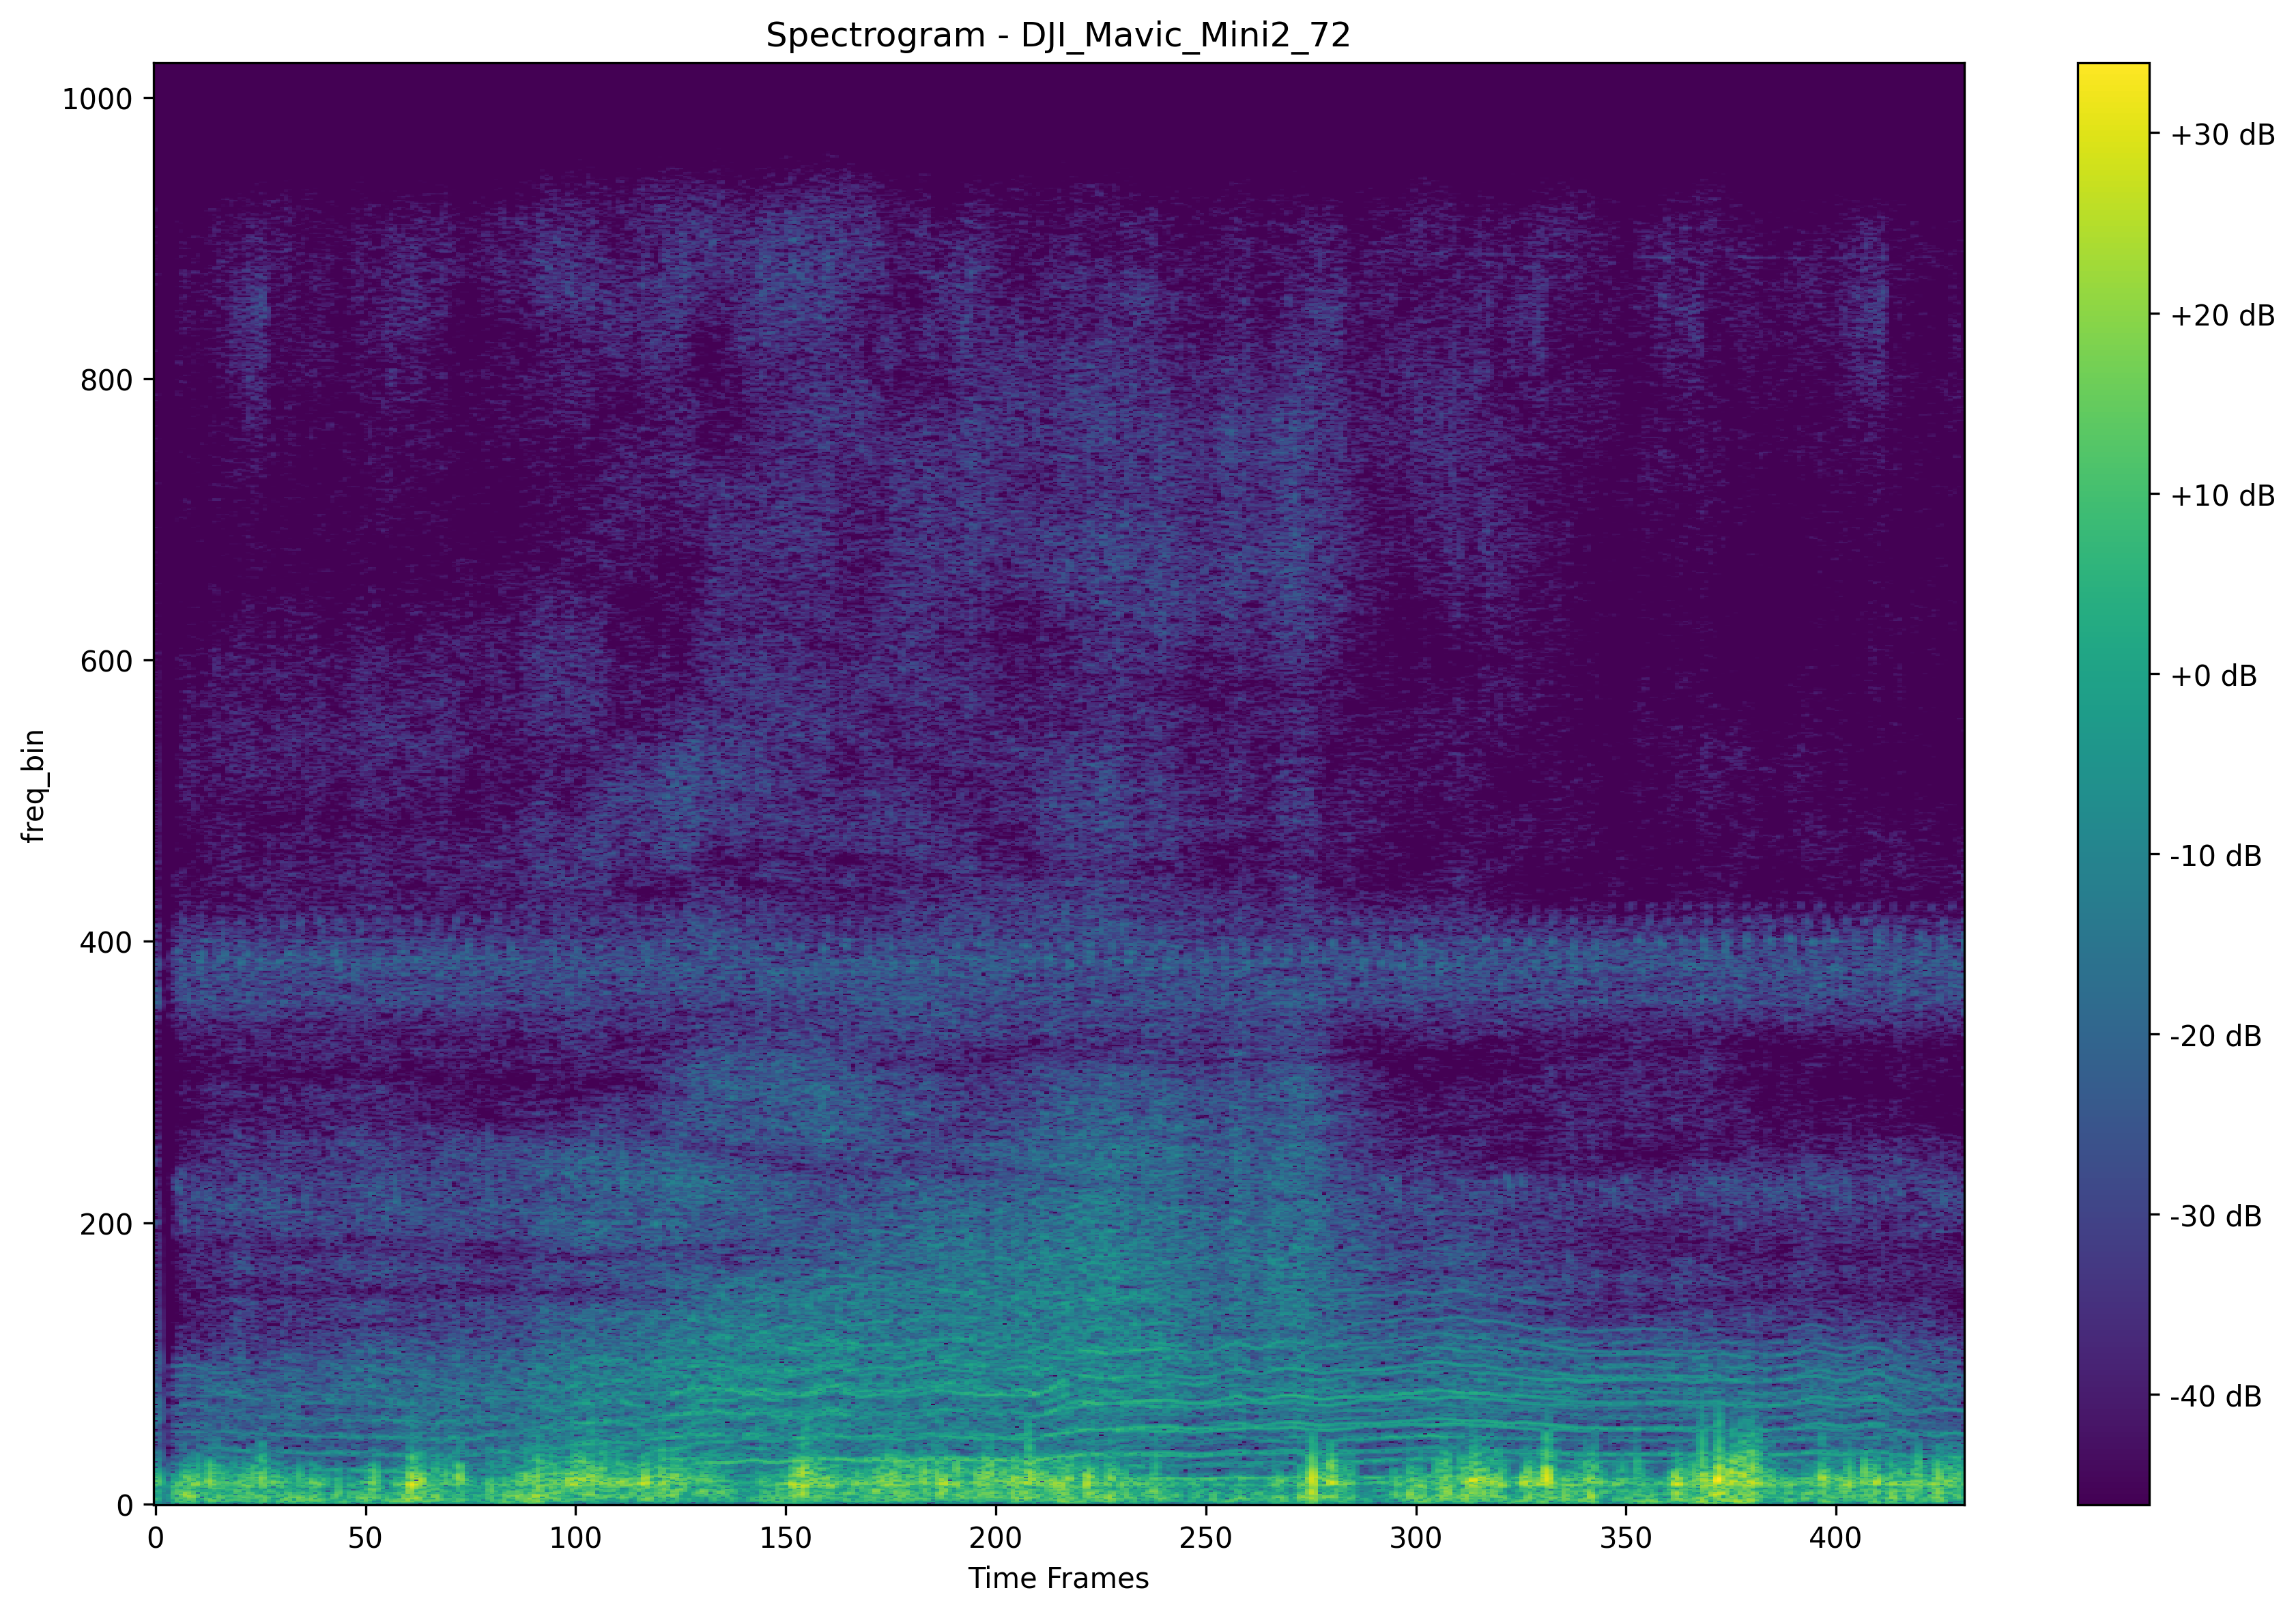 Spectrogram - DJI_Mavic_Mini2_72
1000
800
600
400
200
0
freq_bin
0 50 100 150 200 250 300 350 400
Time Frames
+30 dB
+20 dB
+10 dB
+0 dB
-10 dB
-20 dB
-30 dB
-40 dB